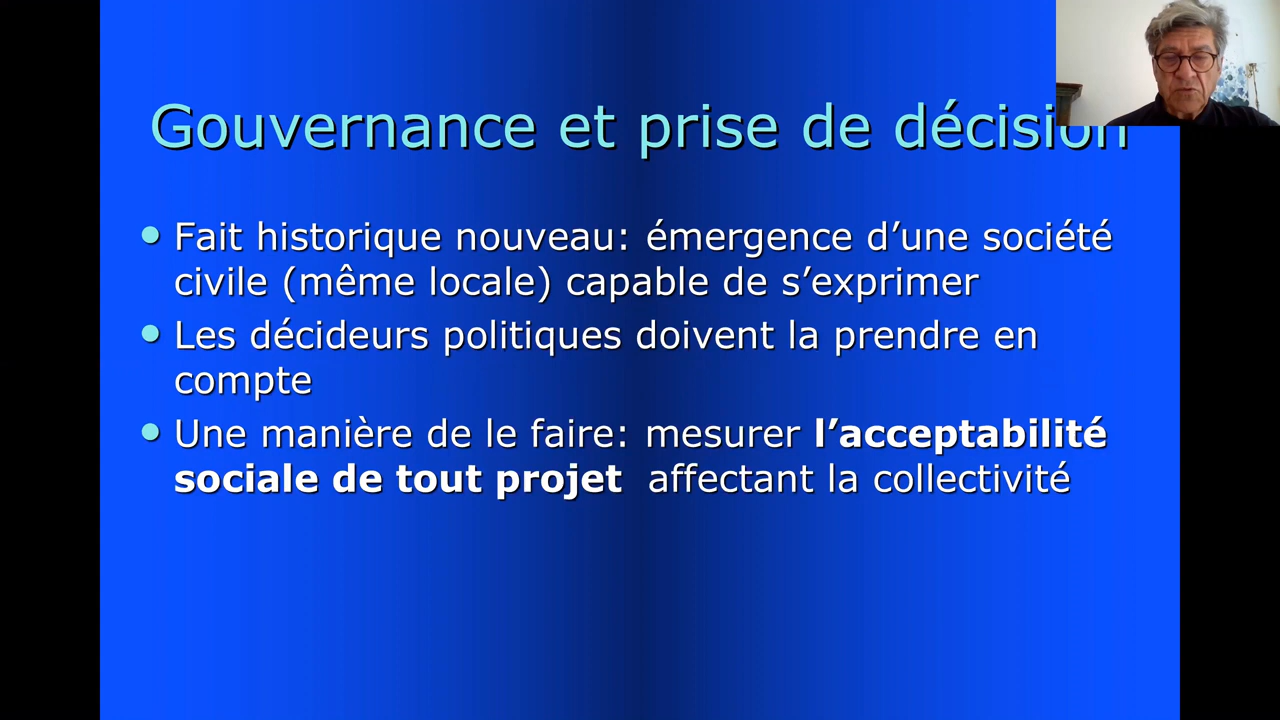 Gouvernance et prise de décision
Fait historique nouveau: émergence d’une société
civile (même locale) capable de s’exprimer
Les décideurs politiques doivent la prendre en
compte
Une manière de le faire: mesurer l’acceptabilité
sociale de tout projet  affectant la collectivité